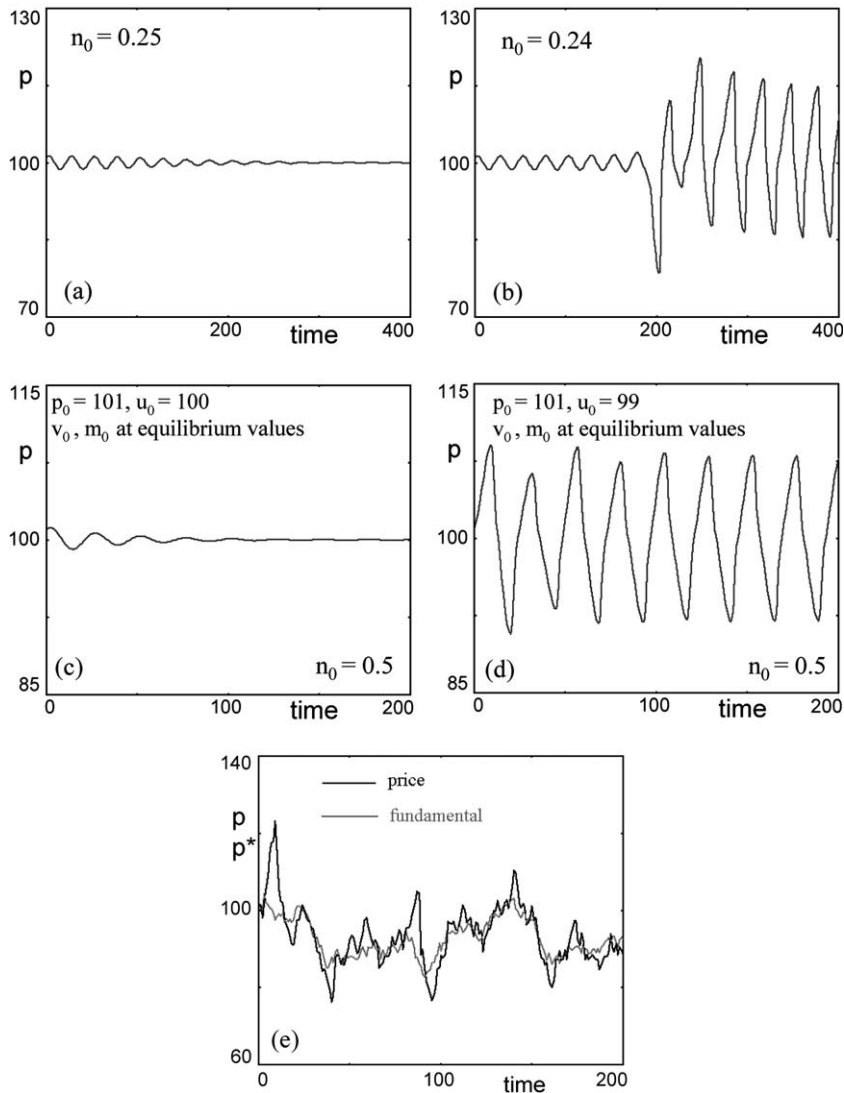 130
n₀ = 0.25
p
100
(a)
70
0
200
400
time
130
n₀ = 0.24
p
100
(b)
70
0
200
400
time
115
p₀ = 101, u₀ = 100
v₀ , m₀ at equilibrium values
p
100
(c)
n₀ = 0.5
85
0
100
200
time
115
p₀ = 101, u₀ = 99
v₀ , m₀ at equilibrium values
p
100
(d)
n₀ = 0.5
85
0
100
200
time
140
price
fundamental
p
p*
100
(e)
60
0
100
200
time